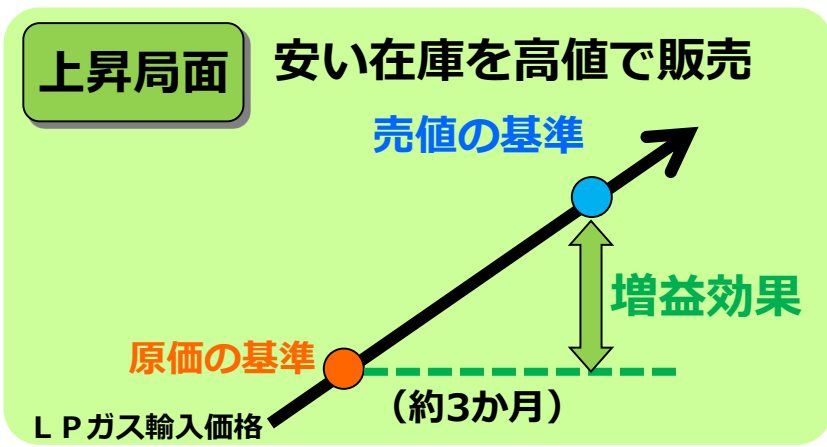 上昇局面
安い在庫を高値で販売
売値の基準
増益効果
原価の基準
(約3か月)
LPガス輸入価格